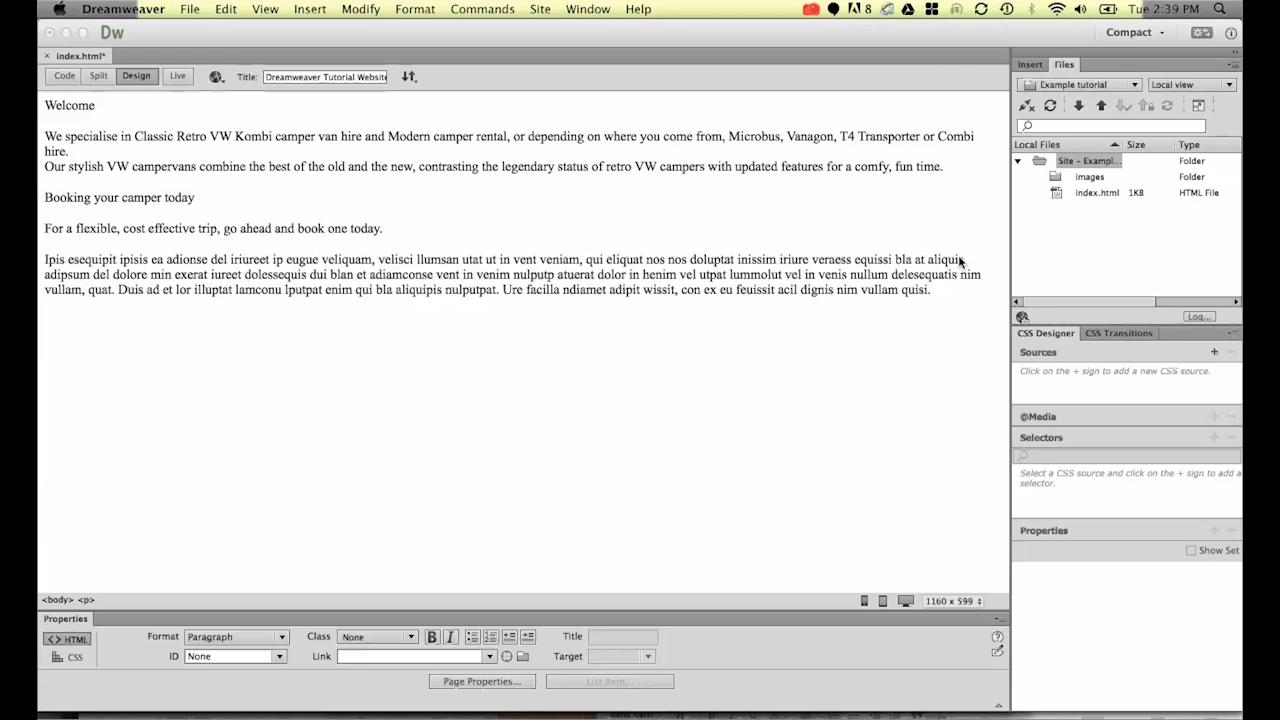 Dreamweaver File Edit View Insert Modify Format Commands Site Window Help 8 Tue 2:39 PM
Dw Compact
index.html*
Insert Files
Code Split Design Live Title: Dreamweaver Tutorial Website
Example tutorial Local view
Welcome
We specialise in Classic Retro VW Kombi camper van hire and Modern camper rental, or depending on where you come from, Microbus, Vanagon, T4 Transporter or Combi
hire.
Our stylish VW campervans combine the best of the old and the new, contrasting the legendary status of retro VW campers with updated features for a comfy, fun time.
Booking your camper today
For a flexible, cost effective trip, go ahead and book one today.
Ipis esequipit ipisis ea adionse del iriureet ip eugue veliquam, velisci llumsan utat ut in vent veniam, qui eliquat nos nos doluptat inissim iriure veraess equissi bla at aliquis
adipsum del dolore min exerat iureet dolessequis dui blan et adiamconse vent in venim nulputp atuerat dolor in henim vel utpat lummolut vel in venis nullum delesequatis nim
vullam, quat. Duis ad et lor illuptat lamconu lputpat enim qui bla aliquipis nulputpat. Ure facilla ndiamet adipit wissit, con ex eu feuissit acil dignis nim vullam quisi.
Local Files Size Type
Site - Exampl... Folder
images Folder
index.html 1KB HTML File
Log...
CSS Designer CSS Transitions
Sources
Click on the + sign to add a new CSS source.
@Media
Selectors
Select a CSS source and click on the + sign to add a
selector.
Properties
Show Set
<body> <p> 1160 x 599
Properties
<> HTML Format Paragraph Class None B I Title
CSS ID None Link Target
Page Properties... List Item...